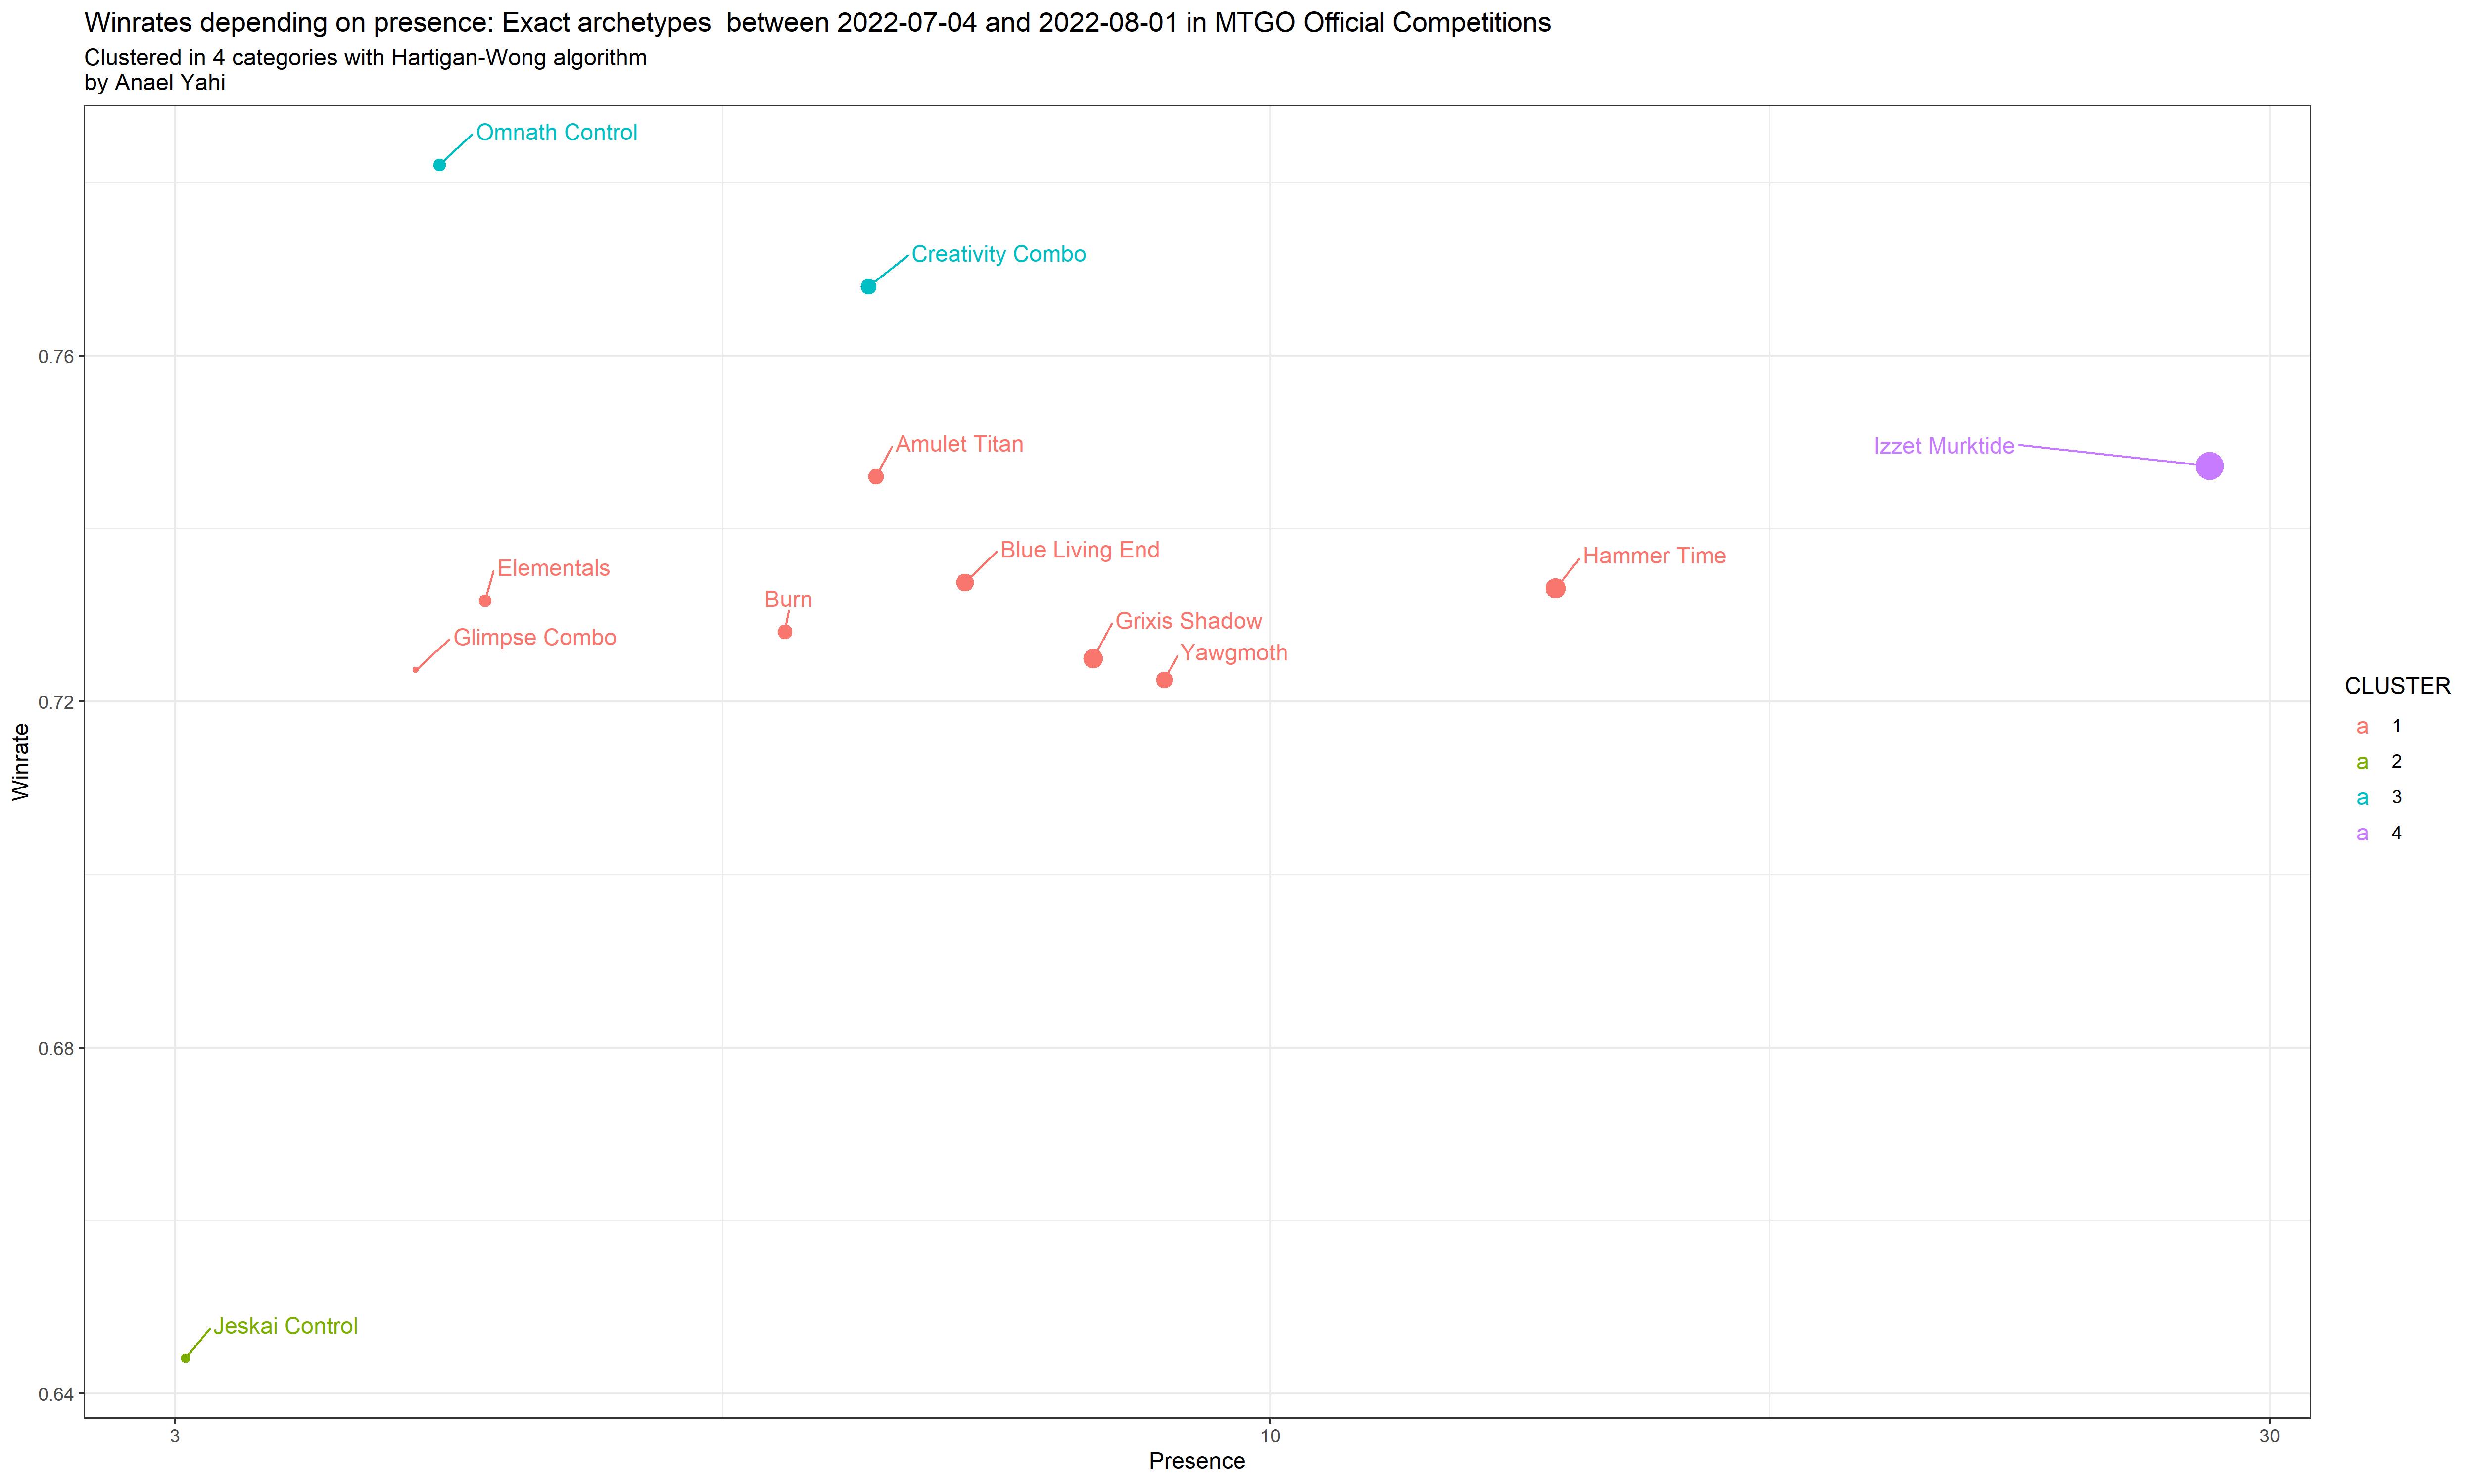 Winrates depending on presence: Exact archetypes  between 2022-07-04 and 2022-08-01 in MTGO Official Competitions
Clustered in 4 categories with Hartigan-Wong algorithm
by Anael Yahi
Omnath Control
Creativity Combo
0.76
Amulet Titan
Izzet Murktide
Blue Living End
Hammer Time
Elementals
Burn
Grixis Shadow
Glimpse Combo
Yawgmoth
0.72
Winrate
0.68
Jeskai Control
0.64
3
10
30
Presence
CLUSTER
a 1
a 2
a 3
a 4